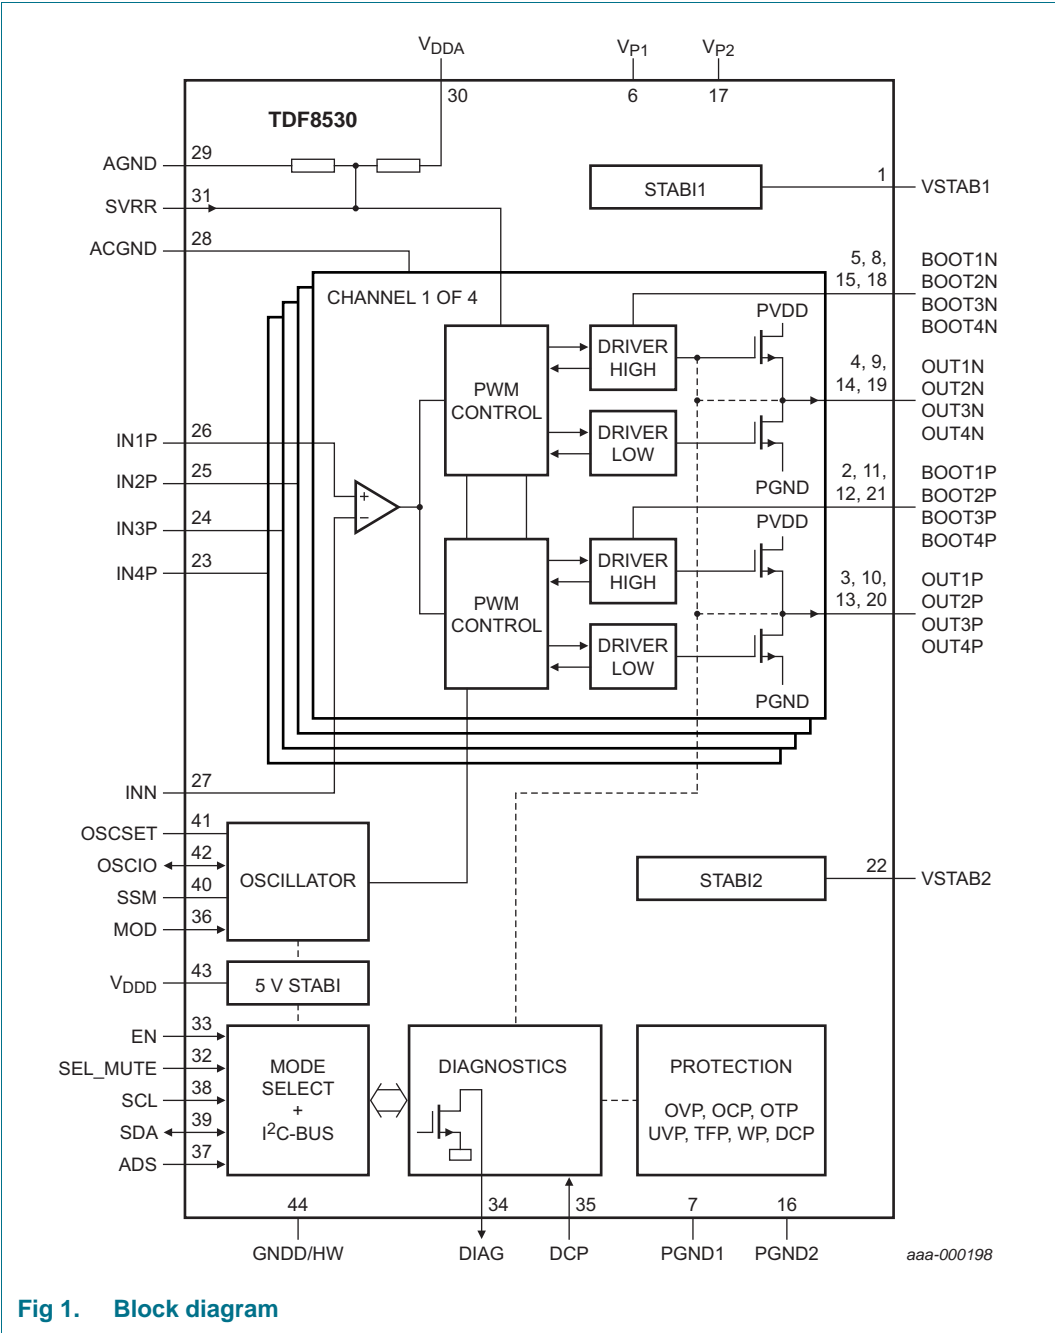 VDDA
VP1
VP2
30
6
17
TDF8530
AGND
29
SVRR
31
ACGND
28
STABI1
1
VSTAB1
CHANNEL 1 OF 4
5, 8,
15, 18
BOOT1N
BOOT2N
BOOT3N
BOOT4N
PVDD
DRIVER
HIGH
PWM
CONTROL
4, 9,
14, 19
OUT1N
OUT2N
OUT3N
OUT4N
DRIVER
LOW
PGND
IN1P
26
IN2P
25
IN3P
24
IN4P
23
+
−
2, 11,
12, 21
BOOT1P
BOOT2P
BOOT3P
BOOT4P
PVDD
DRIVER
HIGH
PWM
CONTROL
3, 10,
13, 20
OUT1P
OUT2P
OUT3P
OUT4P
DRIVER
LOW
PGND
INN
27
OSCSET
41
OSCIO
42
SSM
40
MOD
36
OSCILLATOR
STABI2
22
VSTAB2
VDDD
43
5 V STABI
EN
33
SEL_MUTE
32
SCL
38
SDA
39
ADS
37
MODE
SELECT
+
I2C-BUS
DIAGNOSTICS
PROTECTION
OVP, OCP, OTP
UVP, TFP, WP, DCP
44
34
35
7
16
GNDD/HW
DIAG
DCP
PGND1
PGND2
aaa-000198
Fig 1. Block diagram